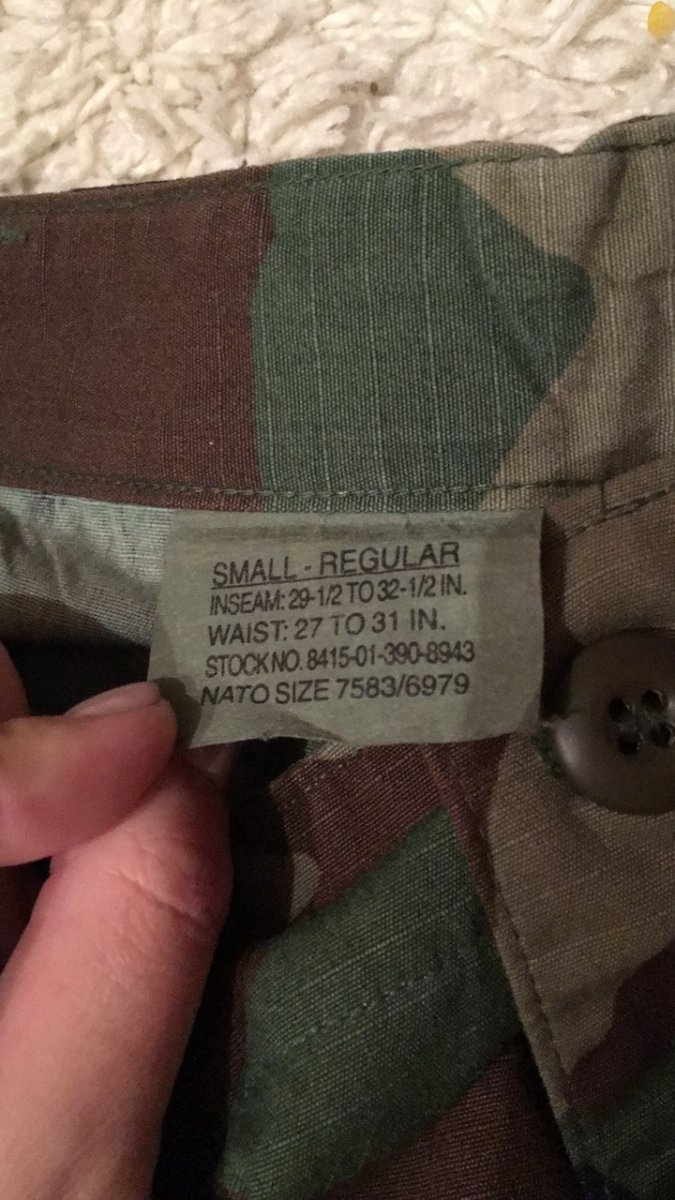 SMALL - REGULAR
INSEAM: 29-1/2 TO 32-1/2 IN.
WAIST: 27 TO 31 IN.
STOCK NO. 8415-01-390-8943
NATO SIZE 7583/6979